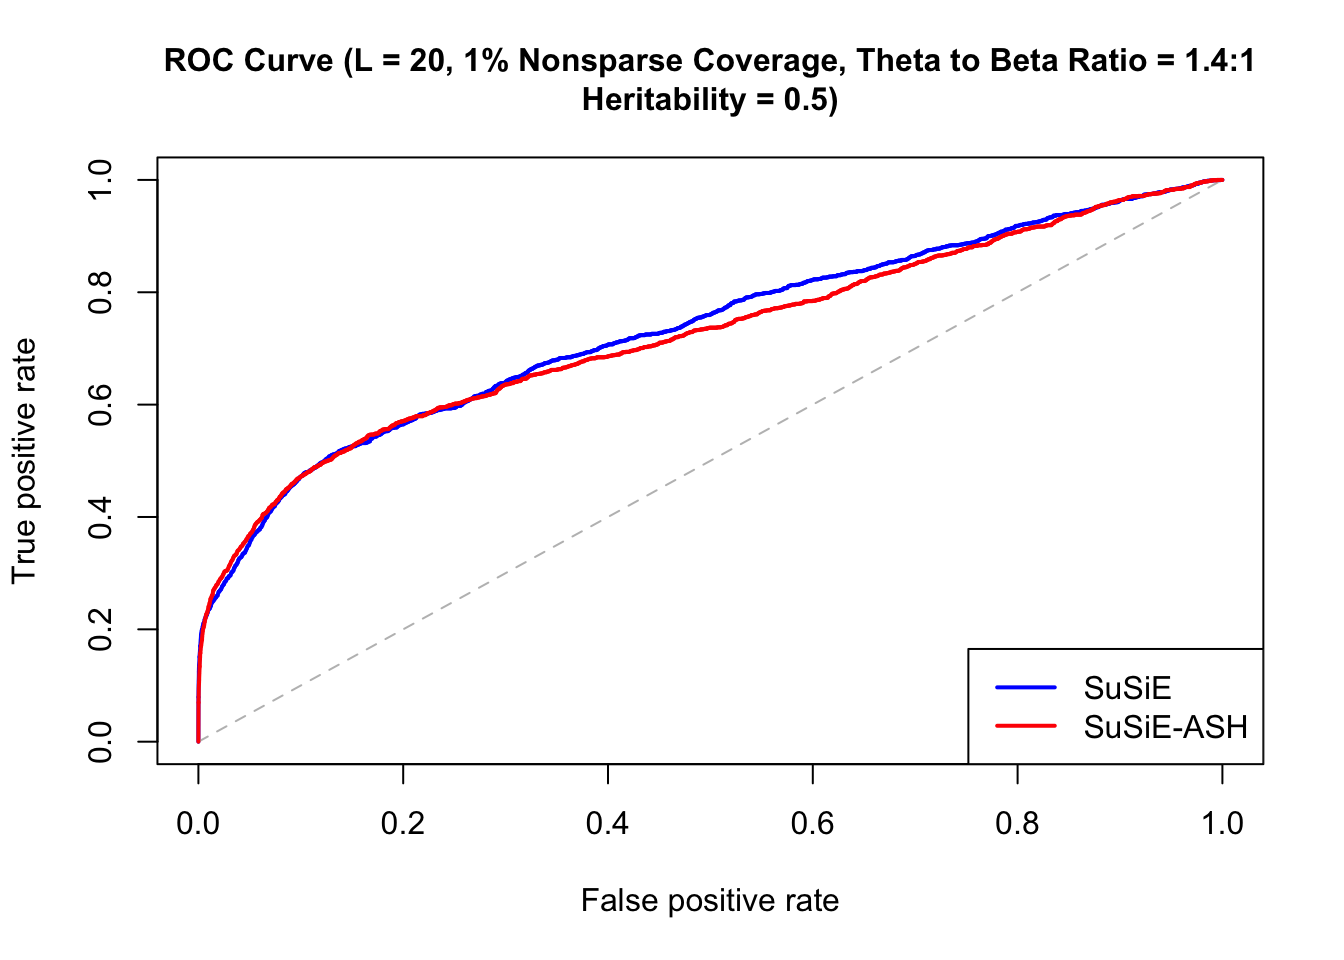 ROC Curve (L = 20, 1% Nonsparse Coverage, Theta to Beta Ratio = 1.4:1
Heritability = 0.5)
True positive rate
1.0
0.8
0.6
0.4
0.2
0.0
SuSiE
SuSiE-ASH
0.0 0.2 0.4 0.6 0.8 1.0
False positive rate